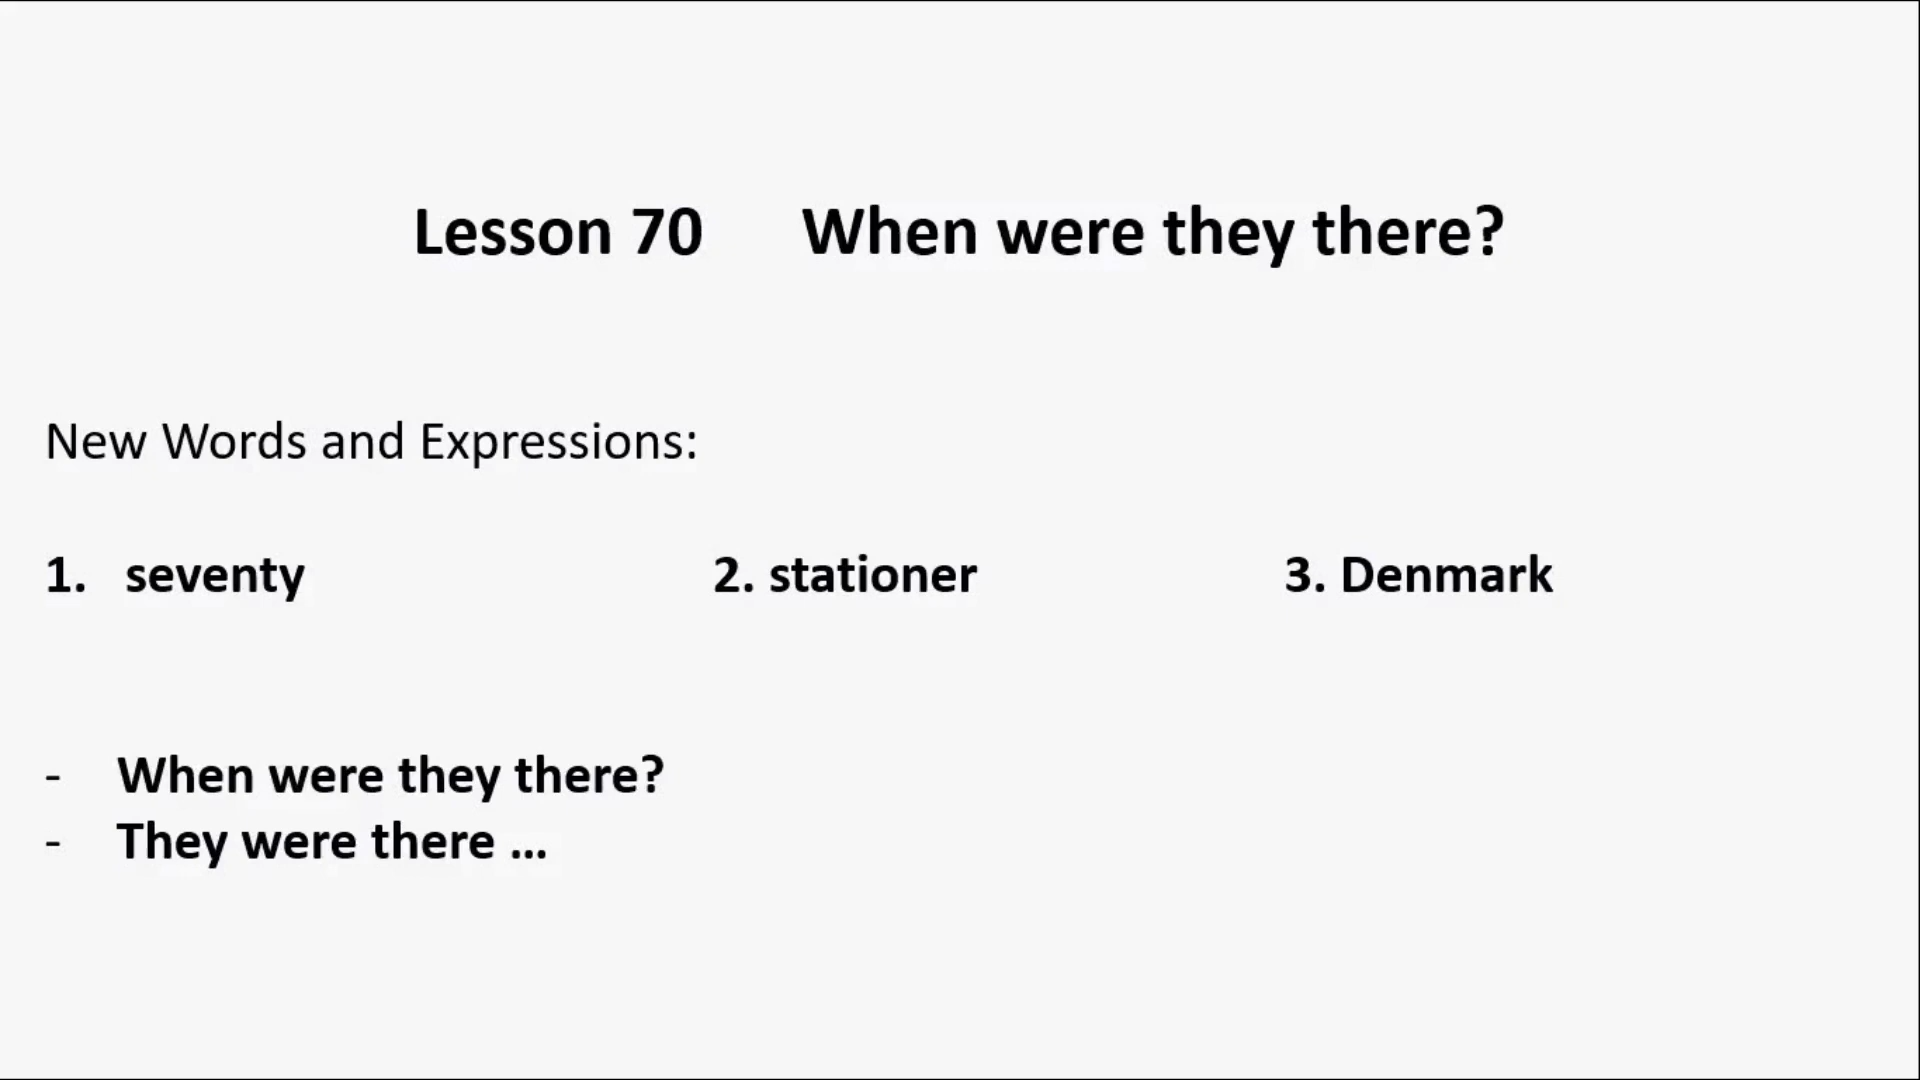 Lesson 70 When were they there?
New Words and Expressions:
1. seventy 2. stationer 3. Denmark
- When were they there?
- They were there ...